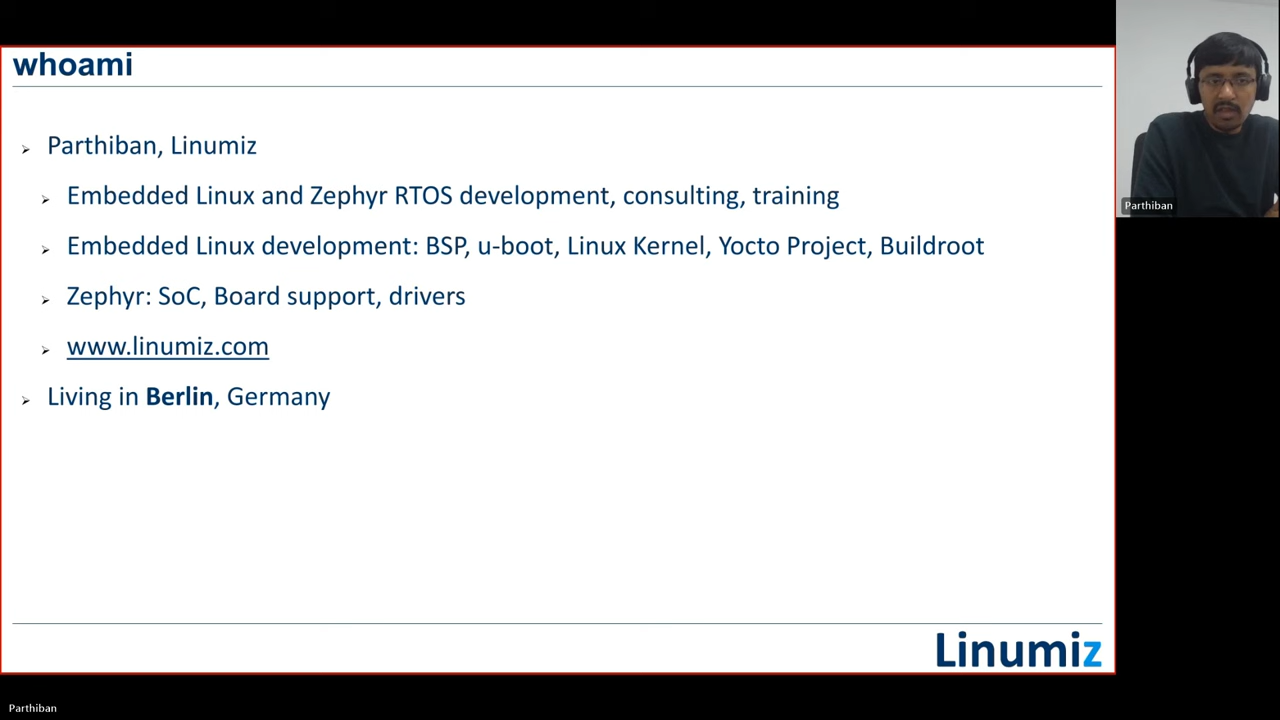 whoami
Parthiban, Linumiz
Embedded Linux and Zephyr RTOS development, consulting, training
Embedded Linux development: BSP, u-boot, Linux Kernel, Yocto Project, Buildroot
Zephyr: SoC, Board support, drivers
www.linumiz.com
Living in Berlin, Germany
Linumiz
Parthiban
Parthiban